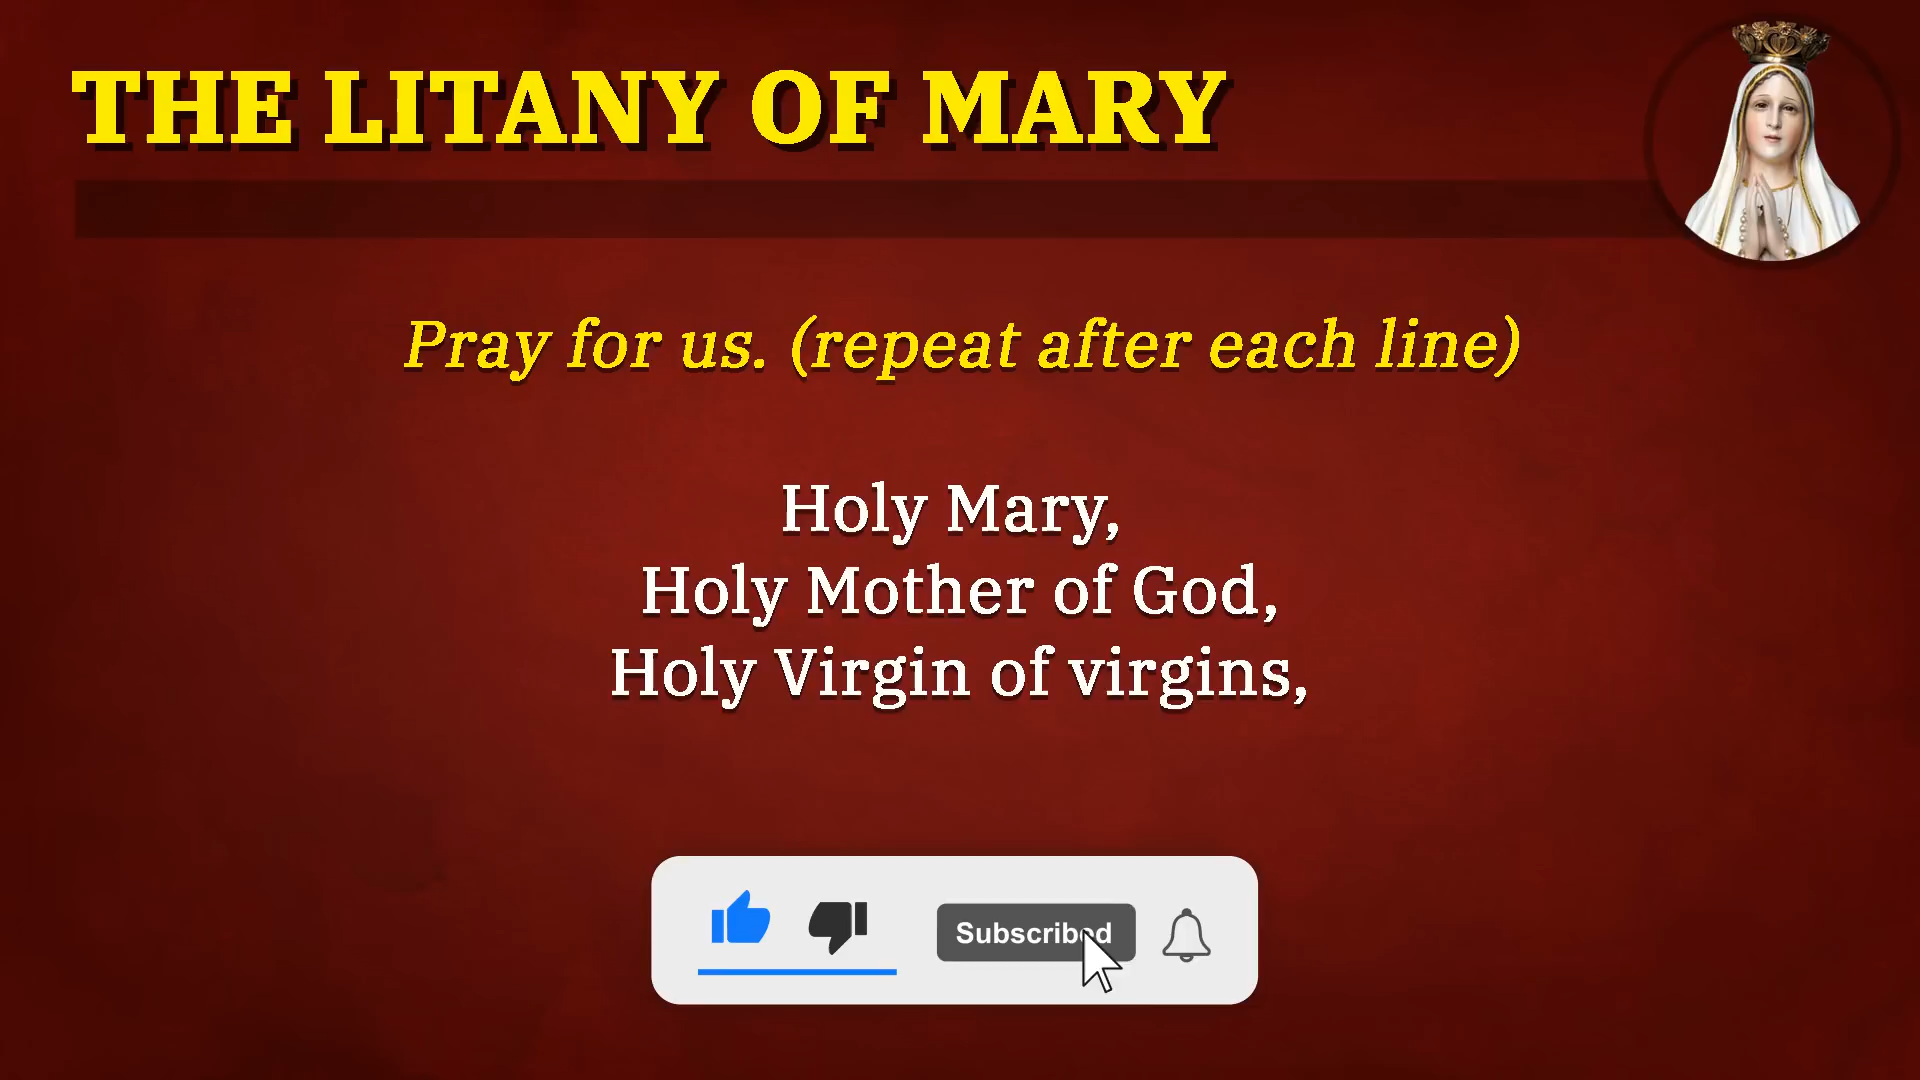 THE LITANY OF MARY
Pray for us. (repeat after each line)
Holy Mary,
Holy Mother of God,
Holy Virgin of virgins,
Subscribed